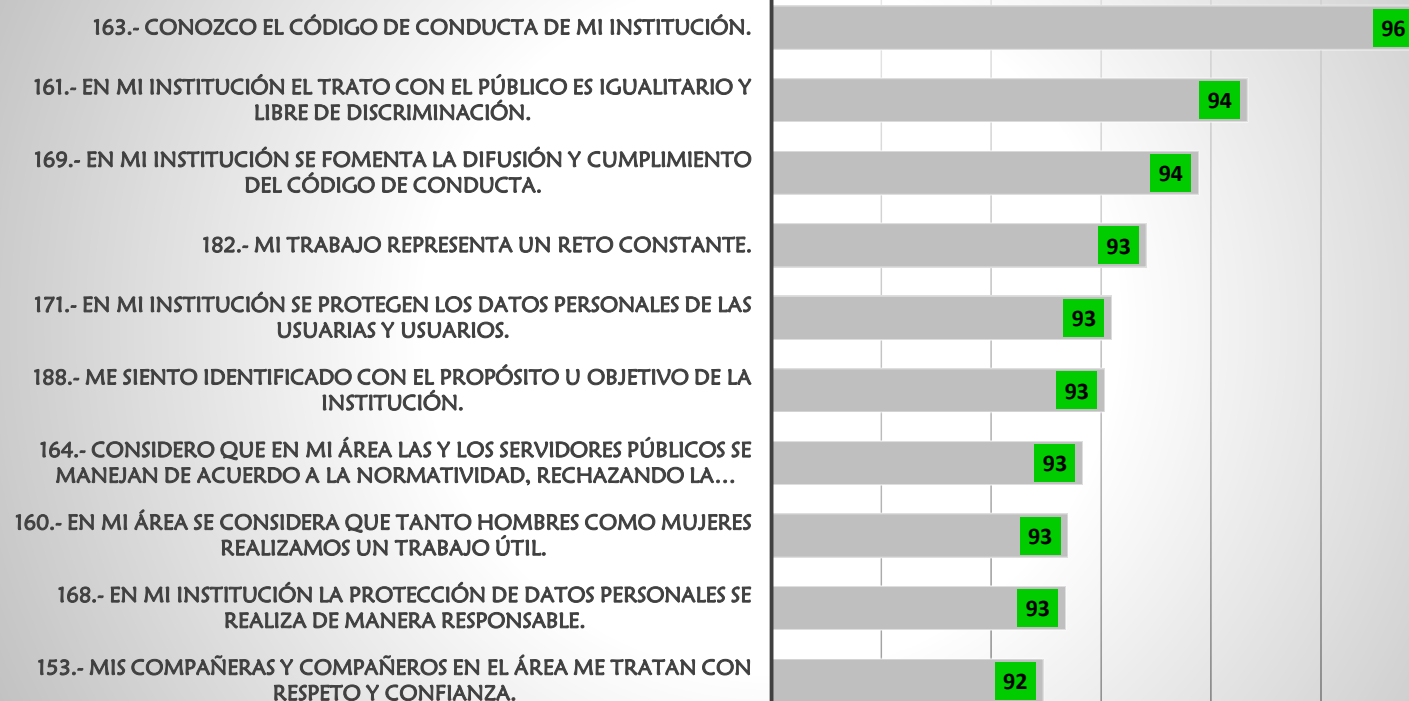 163.- CONOZCO EL CÓDIGO DE CONDUCTA DE MI INSTITUCIÓN.
96
161.- EN MI INSTITUCIÓN EL TRATO CON EL PÚBLICO ES IGUALITARIO Y
LIBRE DE DISCRIMINACIÓN.
94
169.- EN MI INSTITUCIÓN SE FOMENTA LA DIFUSIÓN Y CUMPLIMIENTO
DEL CÓDIGO DE CONDUCTA.
94
182.- MI TRABAJO REPRESENTA UN RETO CONSTANTE.
93
171.- EN MI INSTITUCIÓN SE PROTEGEN LOS DATOS PERSONALES DE LAS
USUARIAS Y USUARIOS.
93
188.- ME SIENTO IDENTIFICADO CON EL PROPÓSITO U OBJETIVO DE LA
INSTITUCIÓN.
93
164.- CONSIDERO QUE EN MI ÁREA LAS Y LOS SERVIDORES PÚBLICOS SE
MANEJAN DE ACUERDO A LA NORMATIVIDAD, RECHAZANDO LA…
93
160.- EN MI ÁREA SE CONSIDERA QUE TANTO HOMBRES COMO MUJERES
REALIZAMOS UN TRABAJO ÚTIL.
93
168.- EN MI INSTITUCIÓN LA PROTECCIÓN DE DATOS PERSONALES SE
REALIZA DE MANERA RESPONSABLE.
93
153.- MIS COMPAÑERAS Y COMPAÑEROS EN EL ÁREA ME TRATAN CON
RESPETO Y CONFIANZA.
92